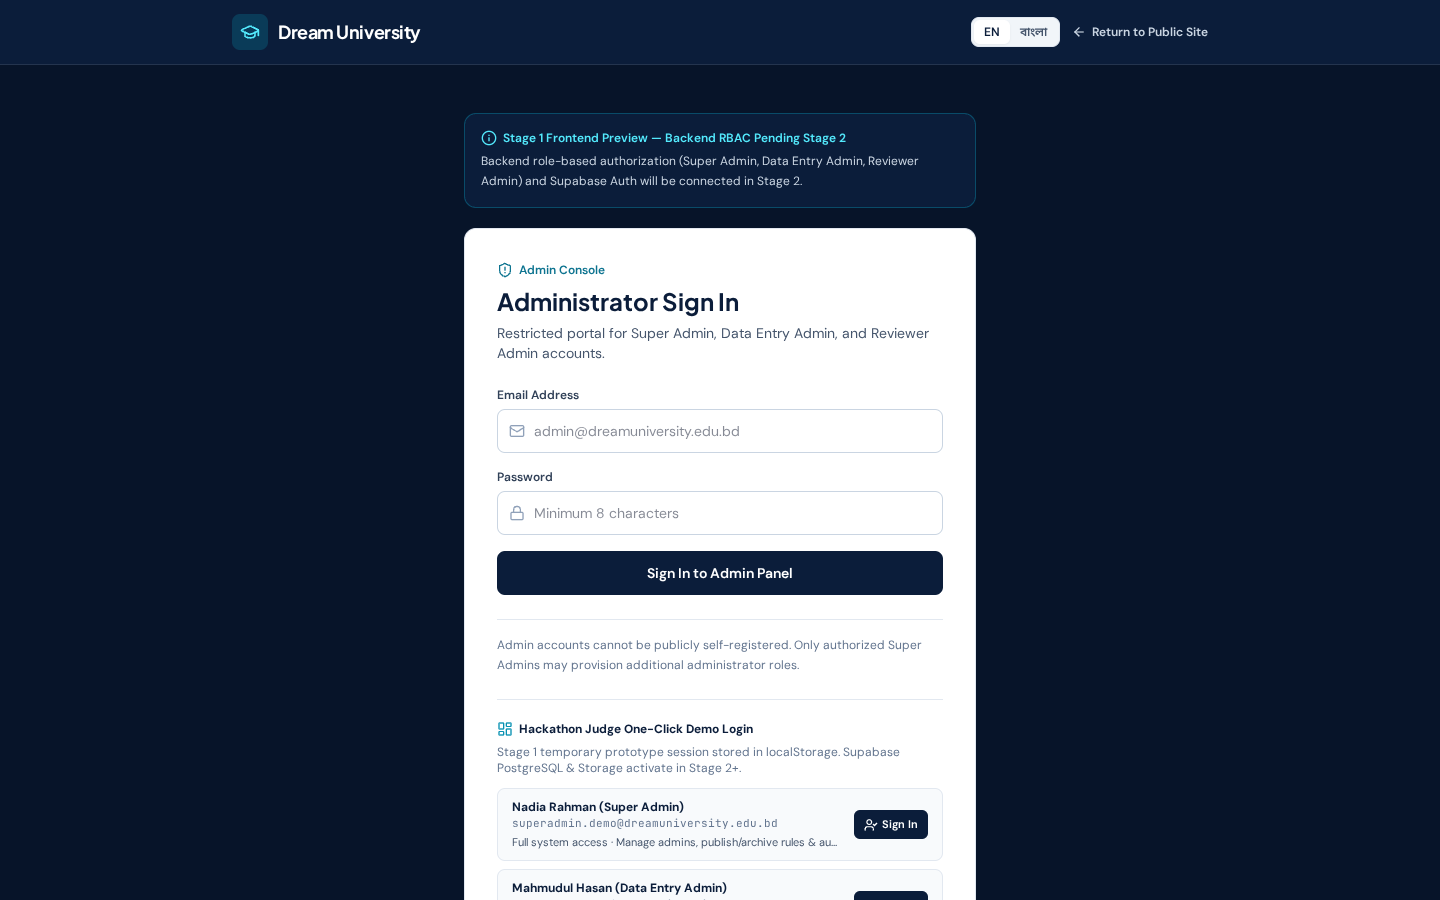 Dream University
EN
বাংলা
Return to Public Site
Stage 1 Frontend Preview — Backend RBAC Pending Stage 2
Backend role-based authorization (Super Admin, Data Entry Admin, Reviewer
Admin) and Supabase Auth will be connected in Stage 2.
Admin Console
Administrator Sign In
Restricted portal for Super Admin, Data Entry Admin, and Reviewer
Admin accounts.
Email Address
admin@dreamuniversity.edu.bd
Password
Minimum 8 characters
Sign In to Admin Panel
Admin accounts cannot be publicly self-registered. Only authorized Super
Admins may provision additional administrator roles.
Hackathon Judge One-Click Demo Login
Stage 1 temporary prototype session stored in localStorage. Supabase
PostgreSQL & Storage activate in Stage 2+.
Nadia Rahman (Super Admin)
superadmin.demo@dreamuniversity.edu.bd
Full system access · Manage admins, publish/archive rules & au...
Sign In
Mahmudul Hasan (Data Entry Admin)